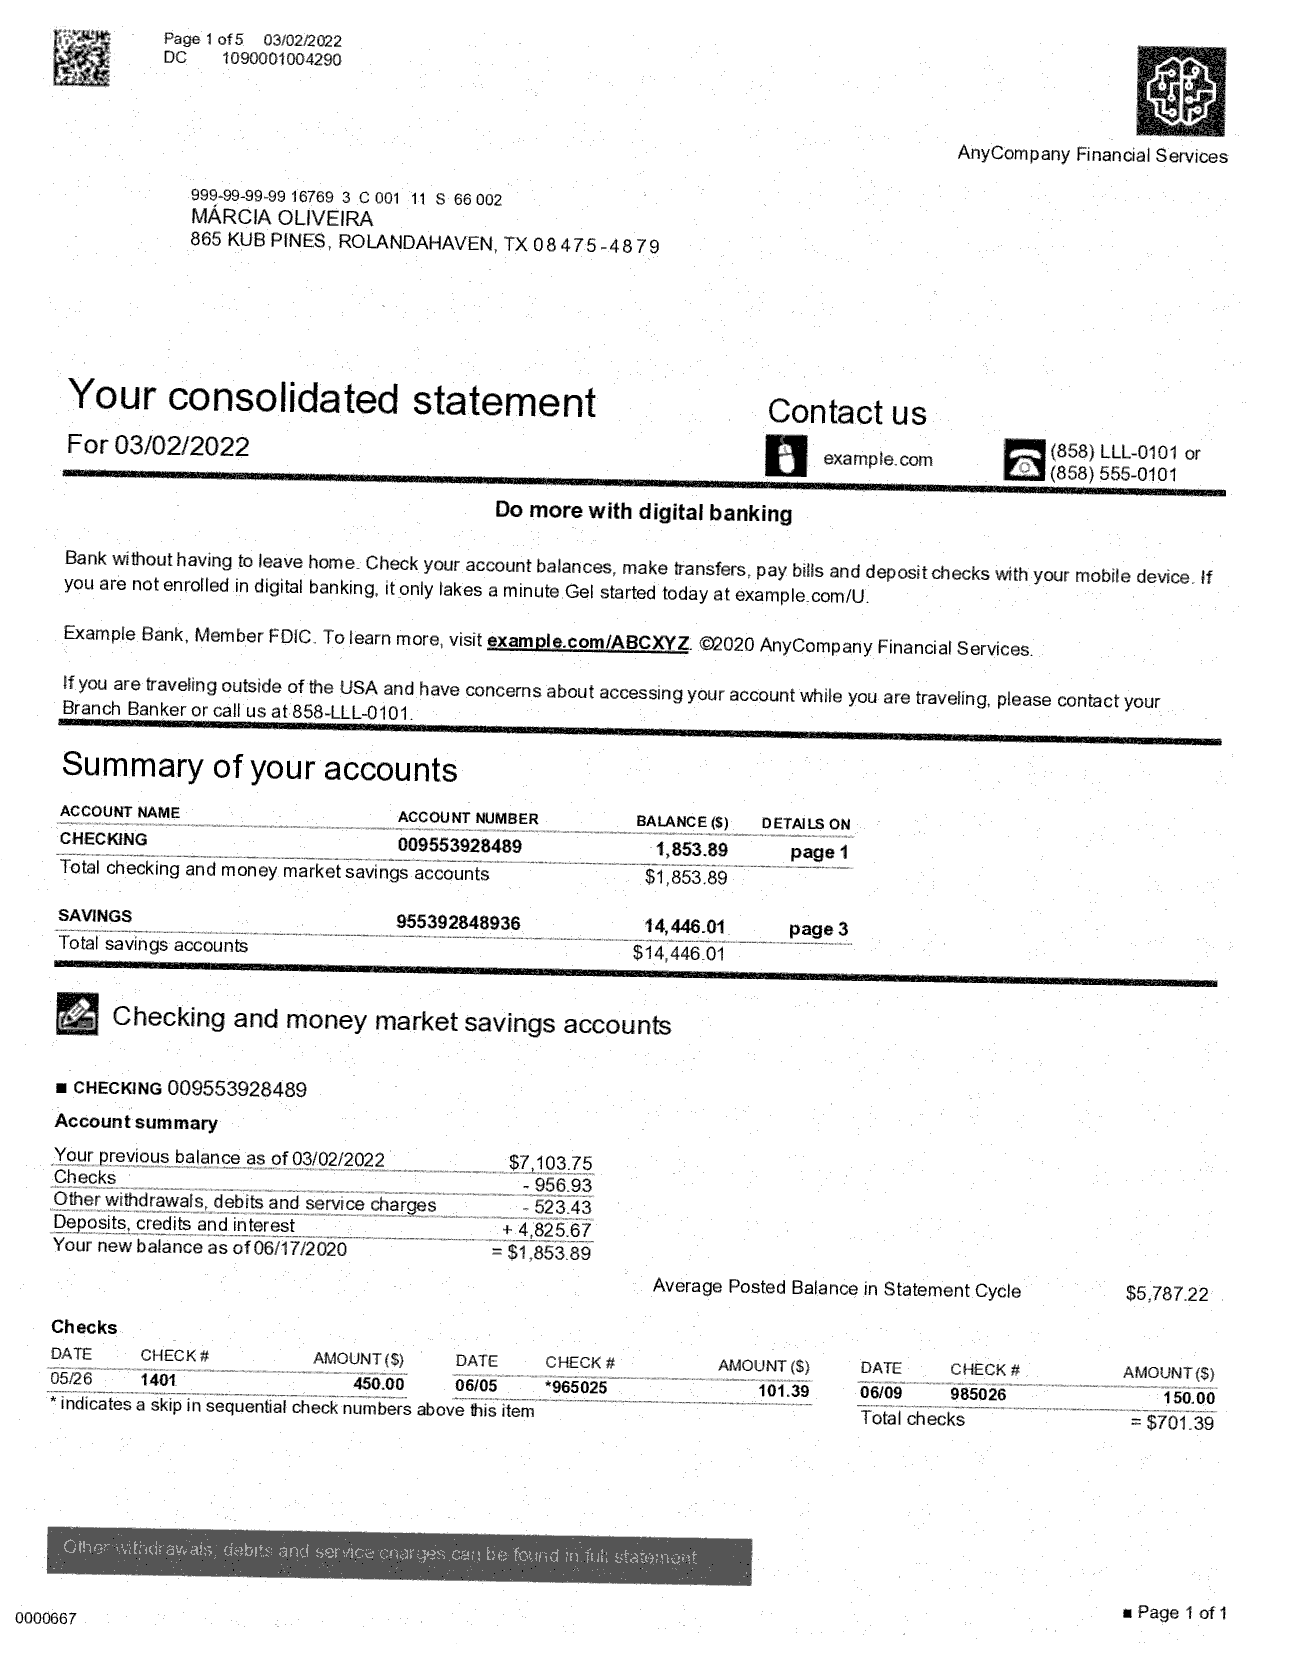 Page 1 of 5 03/02/2022
DC 1090001004290
AnyCompany Financial Services
999-99-99-99 16769 3 C 001 11 S 66 002
MÁRCIA OLIVEIRA
865 KUB PINES, ROLANDAHAVEN, TX 08475-4879
Your consolidated statement
For 03/02/2022
Contact us
example.com
(858) LLL-0101 or
(858) 555-0101
Do more with digital banking
Bank without having to leave home. Check your account balances, make transfers, pay bills and deposit checks with your mobile device. If
you are not enrolled in digital banking, it only lakes a minute Gel started today at example.com/U.
Example Bank, Member FDIC. To learn more, visit example.com/ABCXYZ. ©2020 AnyCompany Financial Services.
If you are traveling outside of the USA and have concerns about accessing your account while you are traveling, please contact your
Branch Banker or call us at 858-LLL-0101.
Summary of your accounts
ACCOUNT NAME ACCOUNT NUMBER BALANCE ($) DETAILS ON
CHECKING 009553928489 1,853.89 page 1
Total checking and money market savings accounts $1,853.89
SAVINGS 955392848936 14,446.01 page 3
Total savings accounts $14,446.01
Checking and money market savings accounts
■ CHECKING 009553928489
Account summary
Your previous balance as of 03/02/2022 $7,103.75
Checks - 956.93
Other withdrawals, debits and service charges - 523.43
Deposits, credits and interest + 4,825.67
Your new balance as of 06/17/2020 = $1,853.89
Average Posted Balance in Statement Cycle $5,787.22
Checks
DATE CHECK # AMOUNT ($) DATE CHECK # AMOUNT ($) DATE CHECK # AMOUNT ($)
05/26 1401 450.00 06/05 *965025 101.39 06/09 985026 150.00
* indicates a skip in sequential check numbers above this item Total checks = $701.39
Other withdrawals, debits and service charges can be found in full statement
0000667 ■ Page 1 of 1